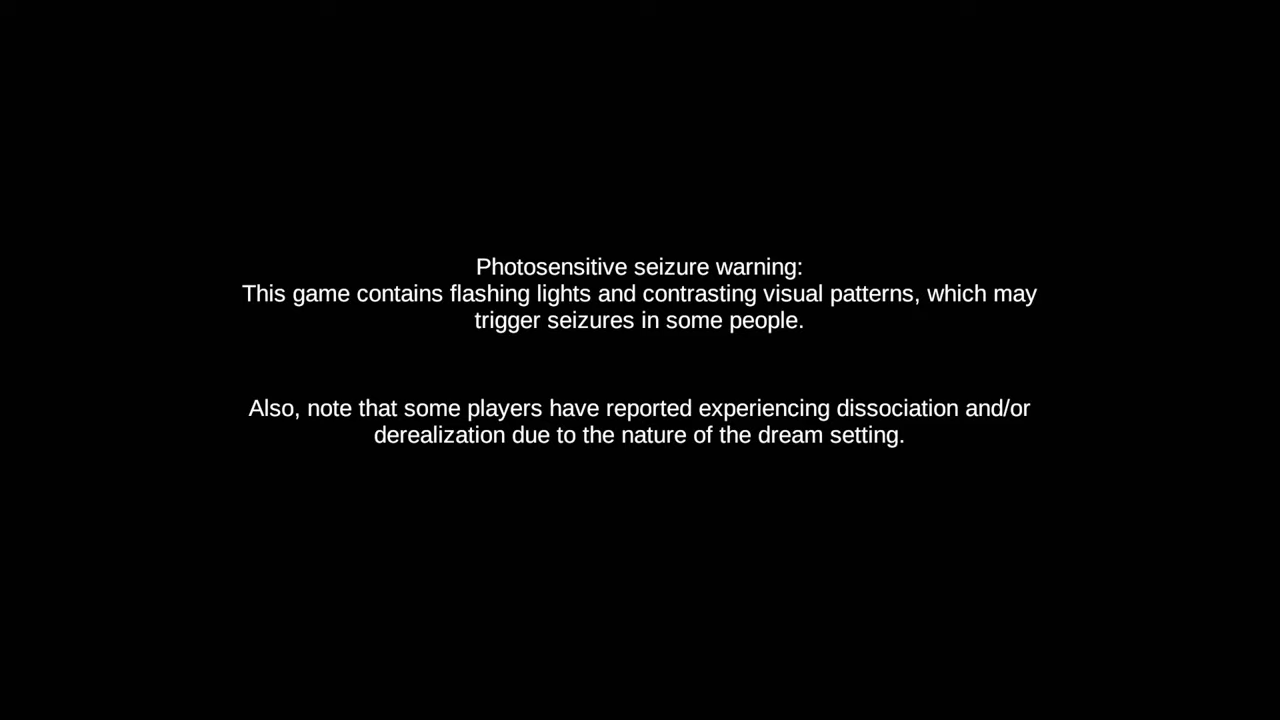 Photosensitive seizure warning:
This game contains flashing lights and contrasting visual patterns, which may
trigger seizures in some people.
Also, note that some players have reported experiencing dissociation and/or
derealization due to the nature of the dream setting.